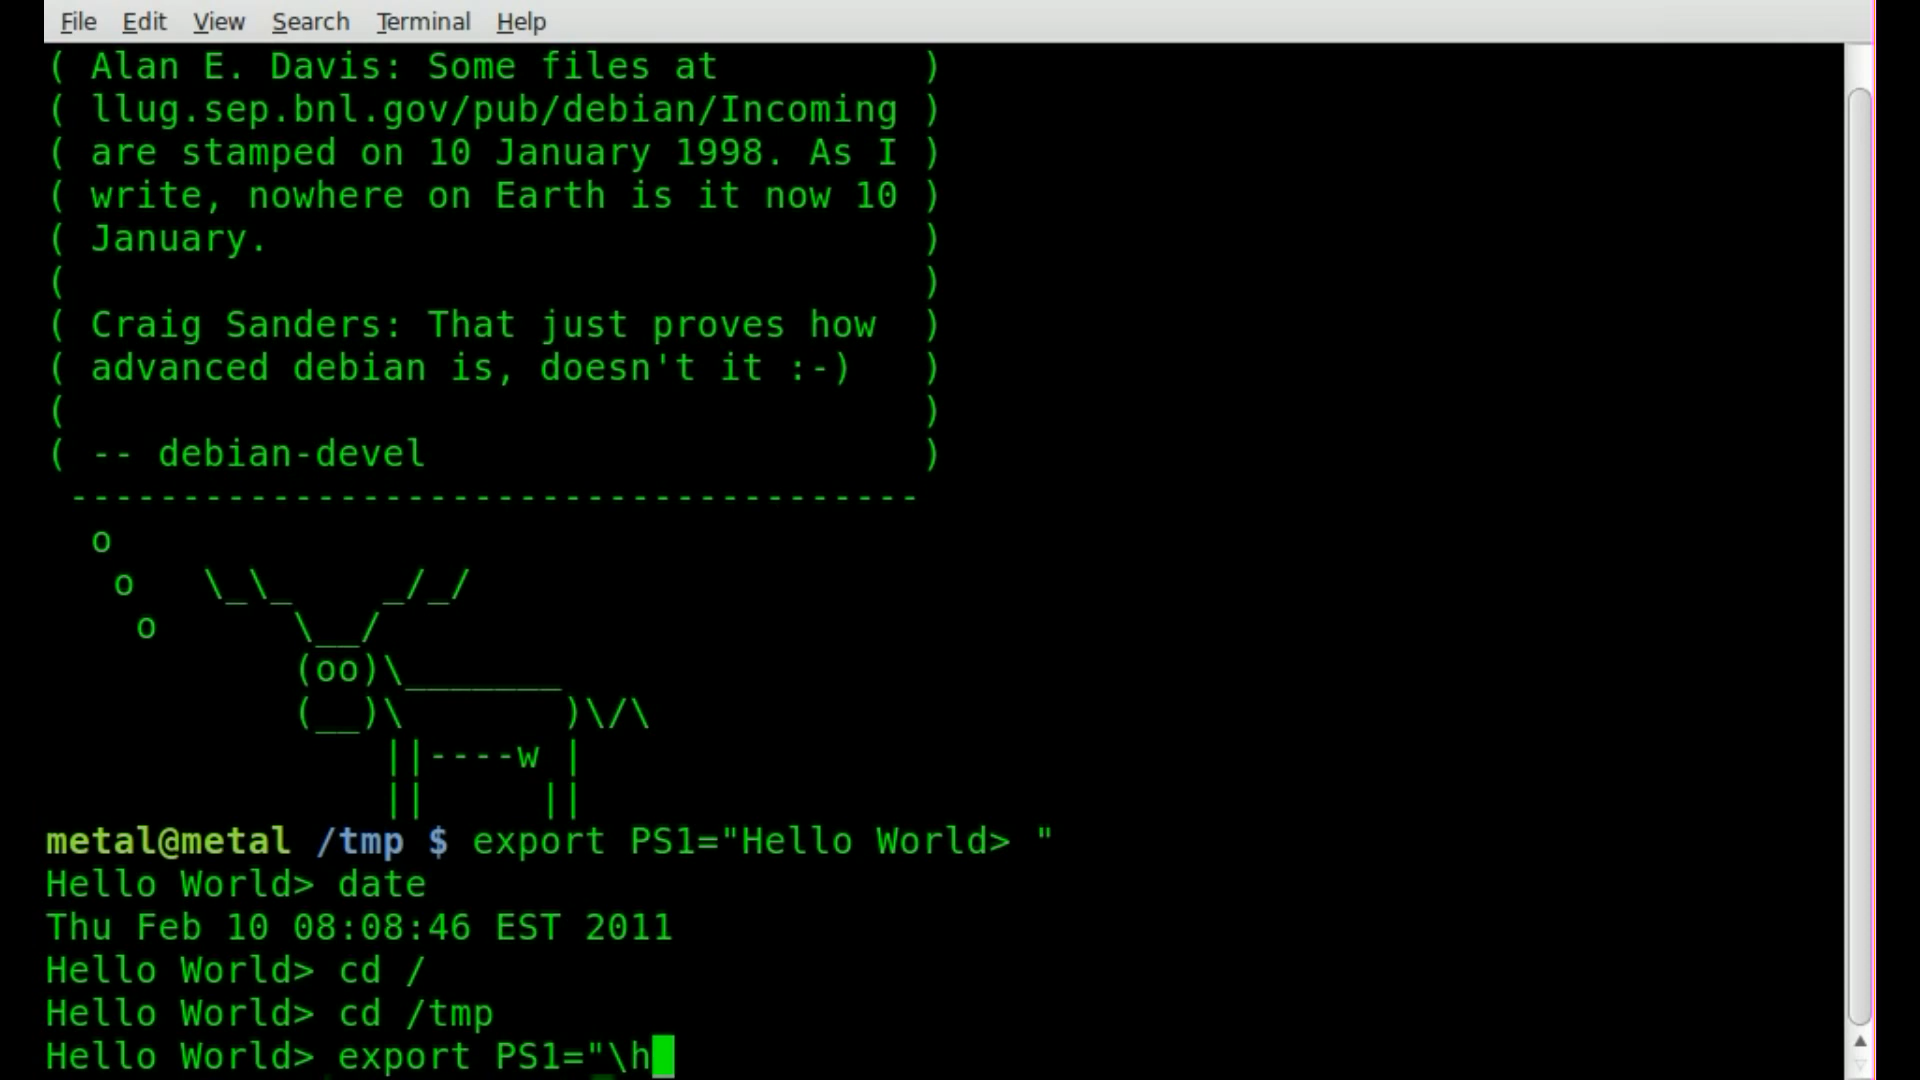 File Edit View Search Terminal Help
( Alan E. Davis: Some files at         )
( llug.sep.bnl.gov/pub/debian/Incoming )
( are stamped on 10 January 1998. As I )
( write, nowhere on Earth is it now 10 )
( January.                             )
(                                      )
( Craig Sanders: That just proves how  )
( advanced debian is, doesn't it :-)   )
(                                      )
( -- debian-devel                      )
 --------------------------------------
  o
   o   \_\_    _/_/
    o      \__/
           (oo)\_______
           (__)\       )\/\
               ||----w |
               ||     ||
metal@metal /tmp $ export PS1="Hello World> "
Hello World> date
Thu Feb 10 08:08:46 EST 2011
Hello World> cd /
Hello World> cd /tmp
Hello World> export PS1="\h